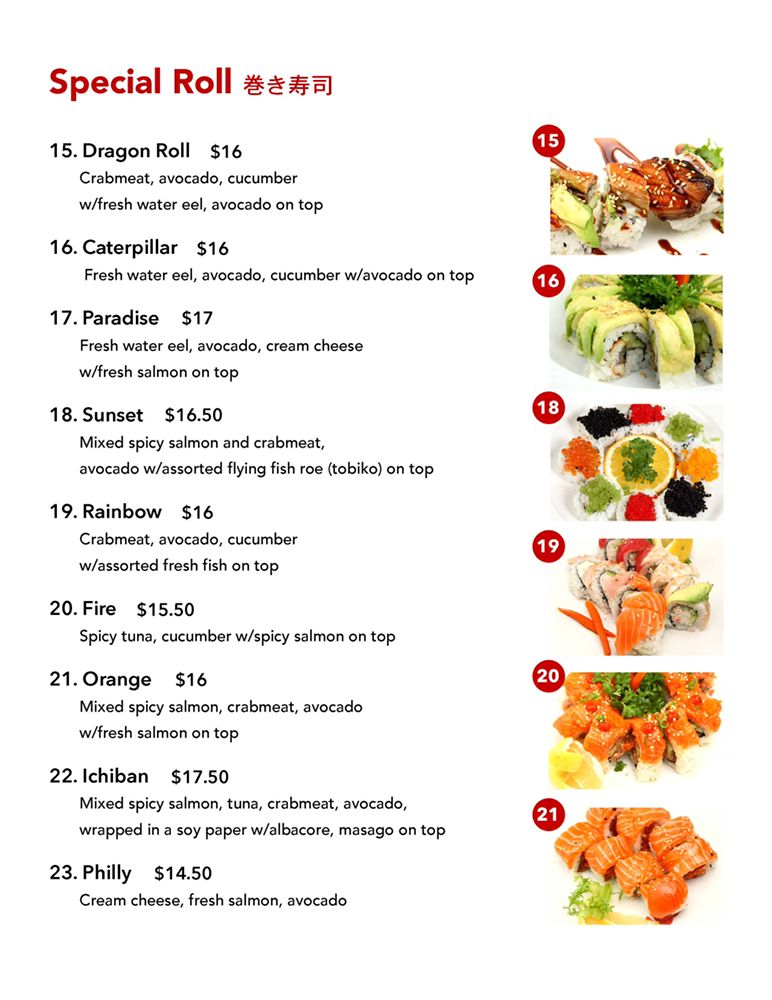 Special Roll 巻き寿司
15. Dragon Roll $16
Crabmeat, avocado, cucumber
w/fresh water eel, avocado on top
16. Caterpillar $16
Fresh water eel, avocado, cucumber w/avocado on top
17. Paradise $17
Fresh water eel, avocado, cream cheese
w/fresh salmon on top
18. Sunset $16.50
Mixed spicy salmon and crabmeat,
avocado w/assorted flying fish roe (tobiko) on top
19. Rainbow $16
Crabmeat, avocado, cucumber
w/assorted fresh fish on top
20. Fire $15.50
Spicy tuna, cucumber w/spicy salmon on top
21. Orange $16
Mixed spicy salmon, crabmeat, avocado
w/fresh salmon on top
22. Ichiban $17.50
Mixed spicy salmon, tuna, crabmeat, avocado,
wrapped in a soy paper w/albacore, masago on top
23. Philly $14.50
Cream cheese, fresh salmon, avocado
15
16
18
19
20
21